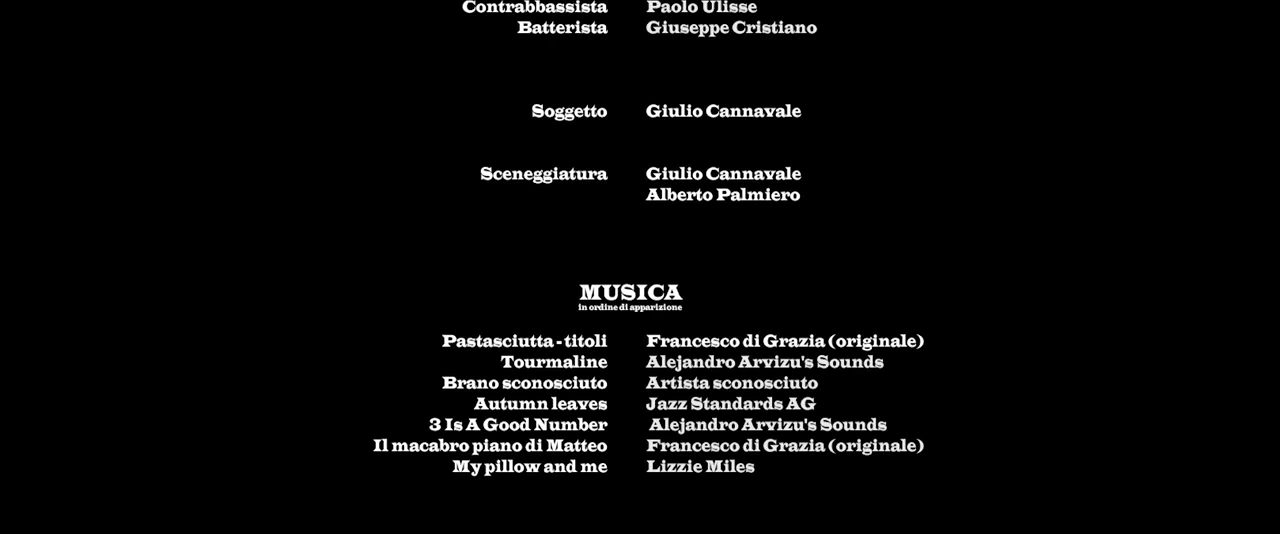 Contrabbassista Paolo Ulisse
Batterista Giuseppe Cristiano
Soggetto Giulio Cannavale
Sceneggiatura Giulio Cannavale
Alberto Palmiero
MUSICA
in ordine di apparizione
Pastasciutta - titoli Francesco di Grazia (originale)
Tourmaline Alejandro Arvizu's Sounds
Brano sconosciuto Artista sconosciuto
Autumn leaves Jazz Standards AG
3 Is A Good Number Alejandro Arvizu's Sounds
Il macabro piano di Matteo Francesco di Grazia (originale)
My pillow and me Lizzie Miles